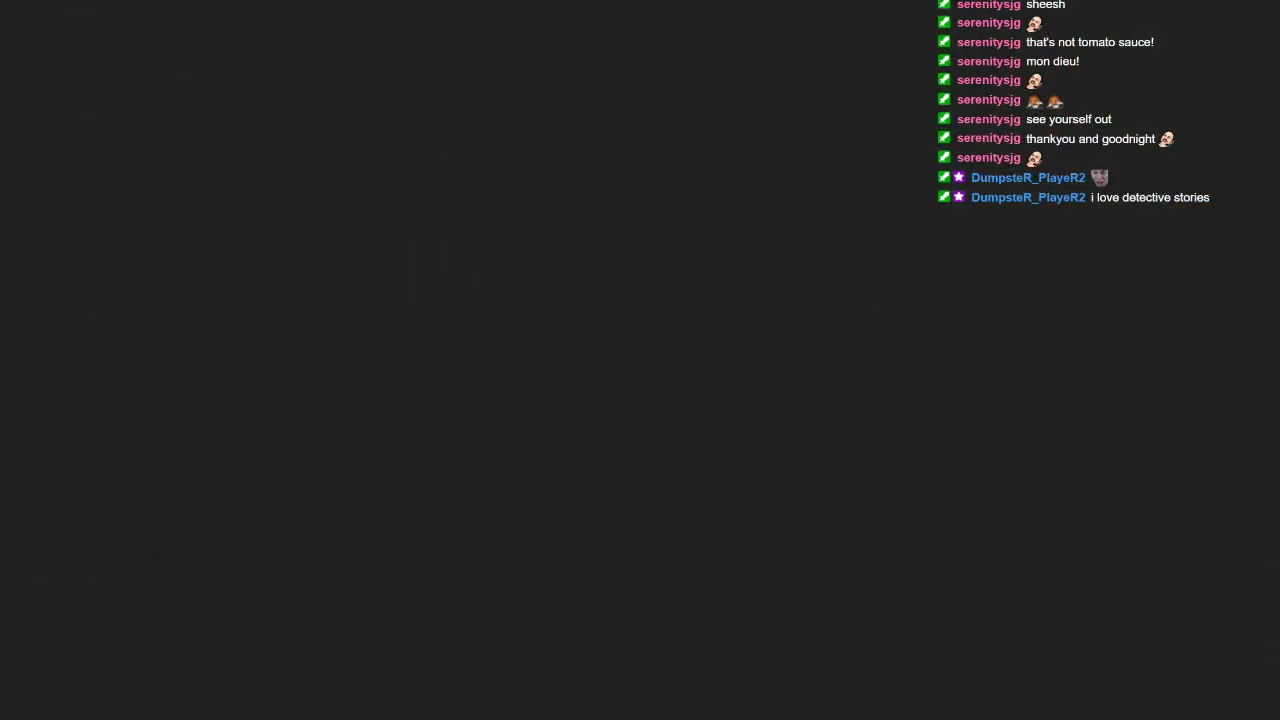 serenitysjg sheesh
serenitysjg
serenitysjg that's not tomato sauce!
serenitysjg mon dieu!
serenitysjg
serenitysjg
serenitysjg see yourself out
serenitysjg thankyou and goodnight
serenitysjg
DumpsteR_PlayeR2
DumpsteR_PlayeR2 i love detective stories